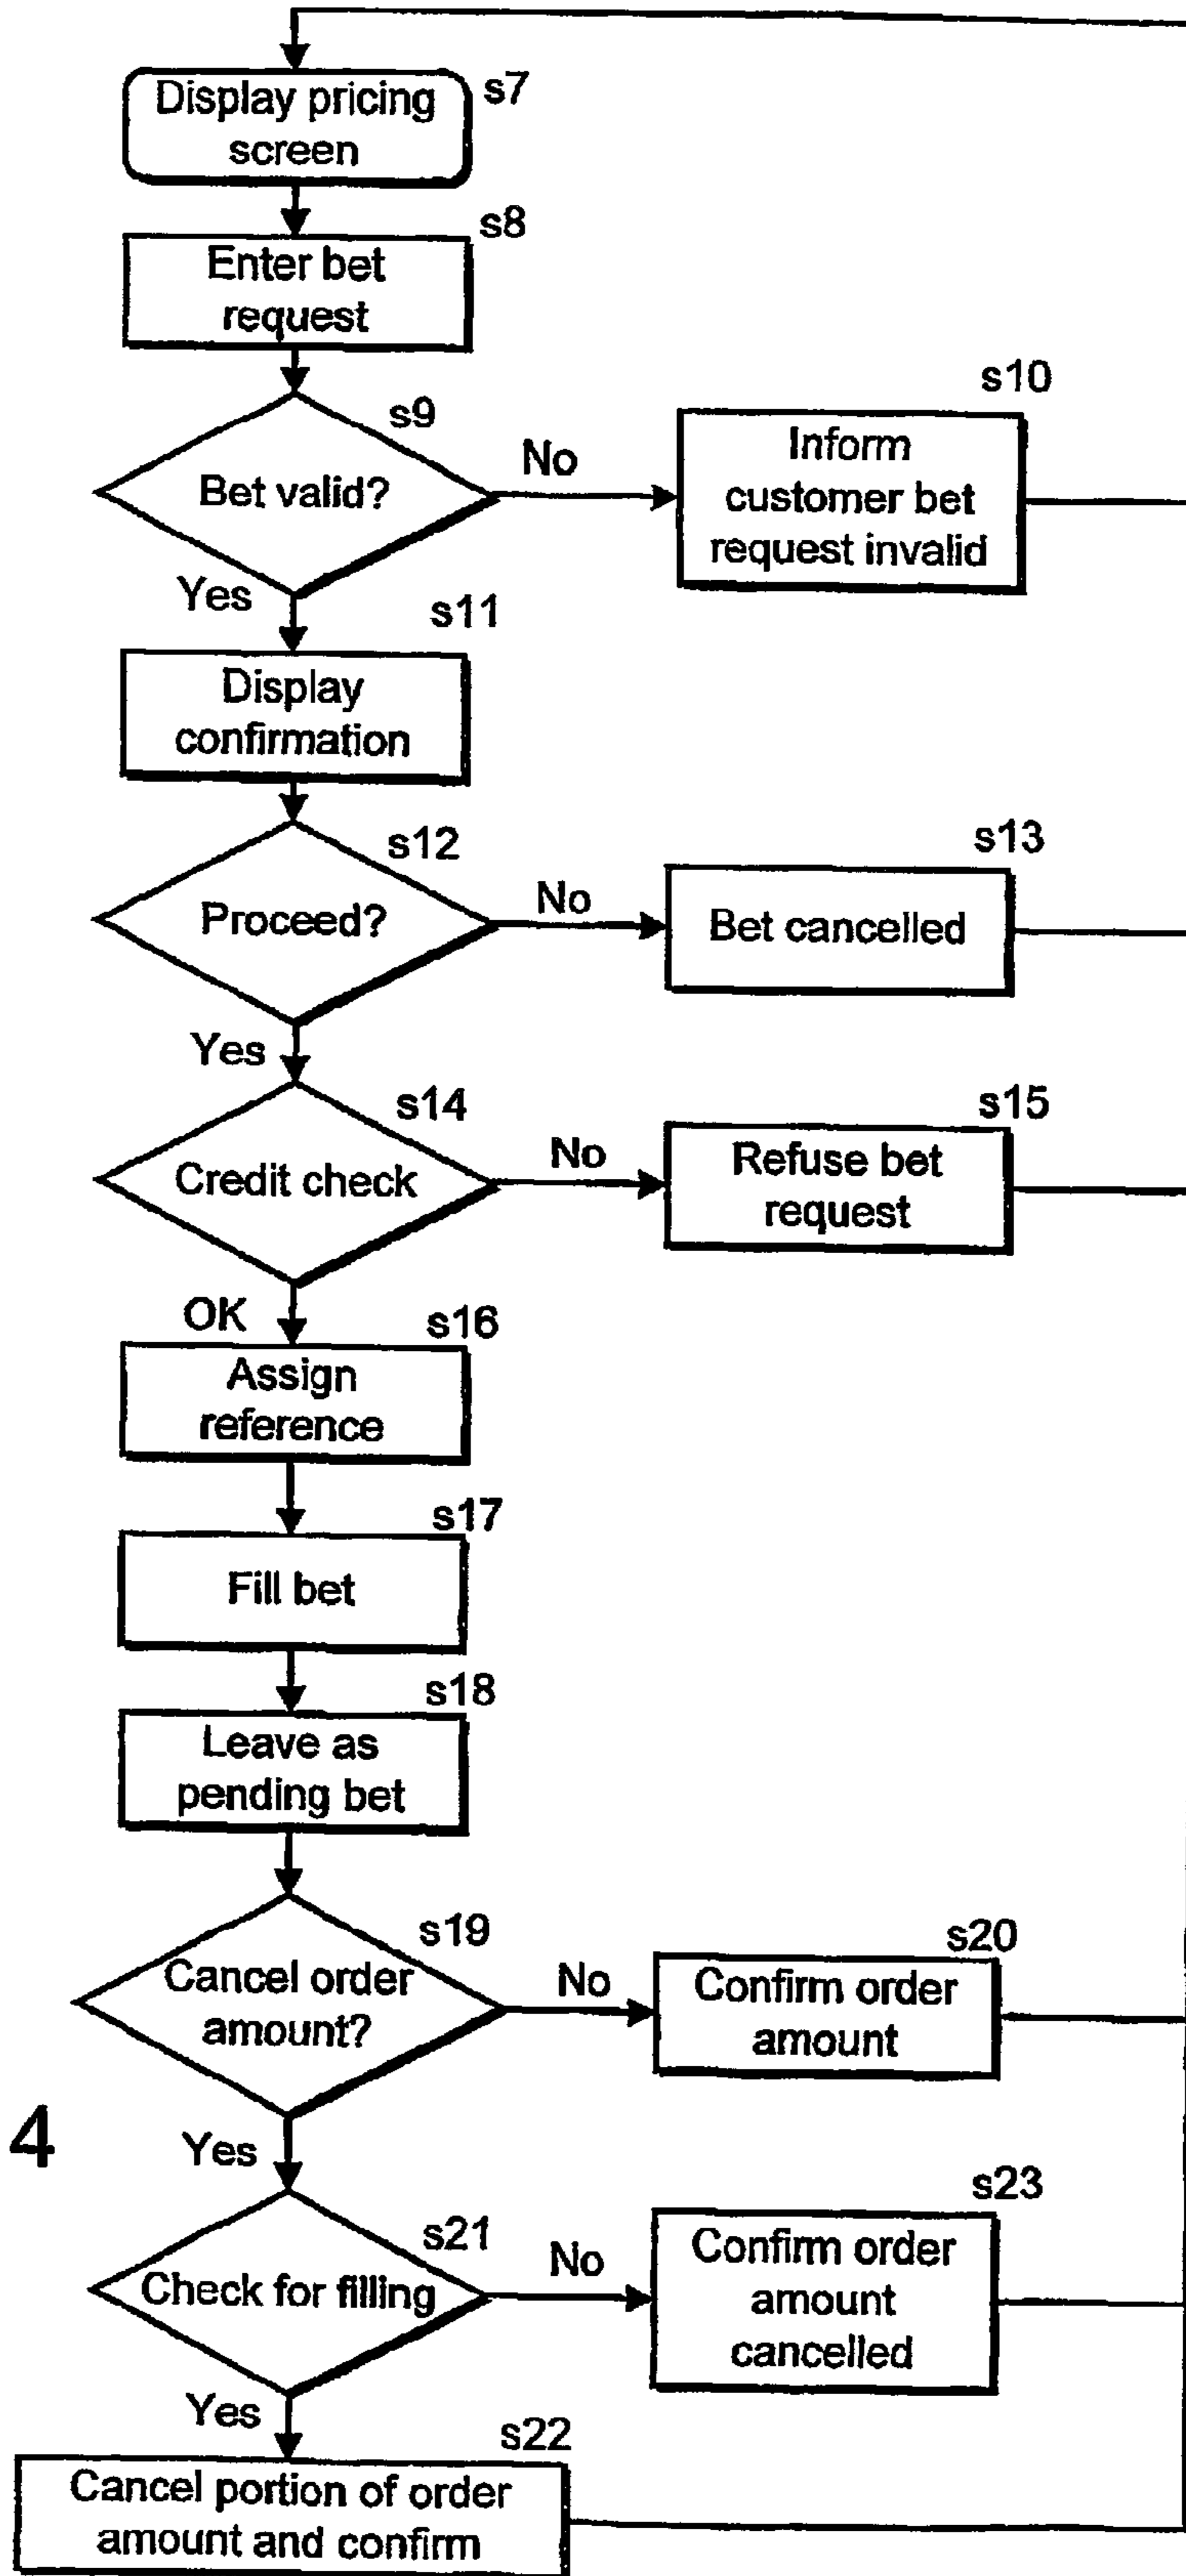 Display pricing
screen
s7
s8
Enter bet
request
s9
Bet valid?
No
s10
Inform
customer bet
request invalid
Yes
s11
Display
confirmation
s12
Proceed?
No
s13
Bet cancelled
Yes
s14
Credit check
No
s15
Refuse bet
request
OK
s16
Assign
reference
s17
Fill bet
s18
Leave as
pending bet
s19
Cancel order
amount?
No
s20
Confirm order
amount
4
Yes
s21
Check for filling
No
s23
Confirm order
amount
cancelled
Yes
s22
Cancel portion of order
amount and confirm